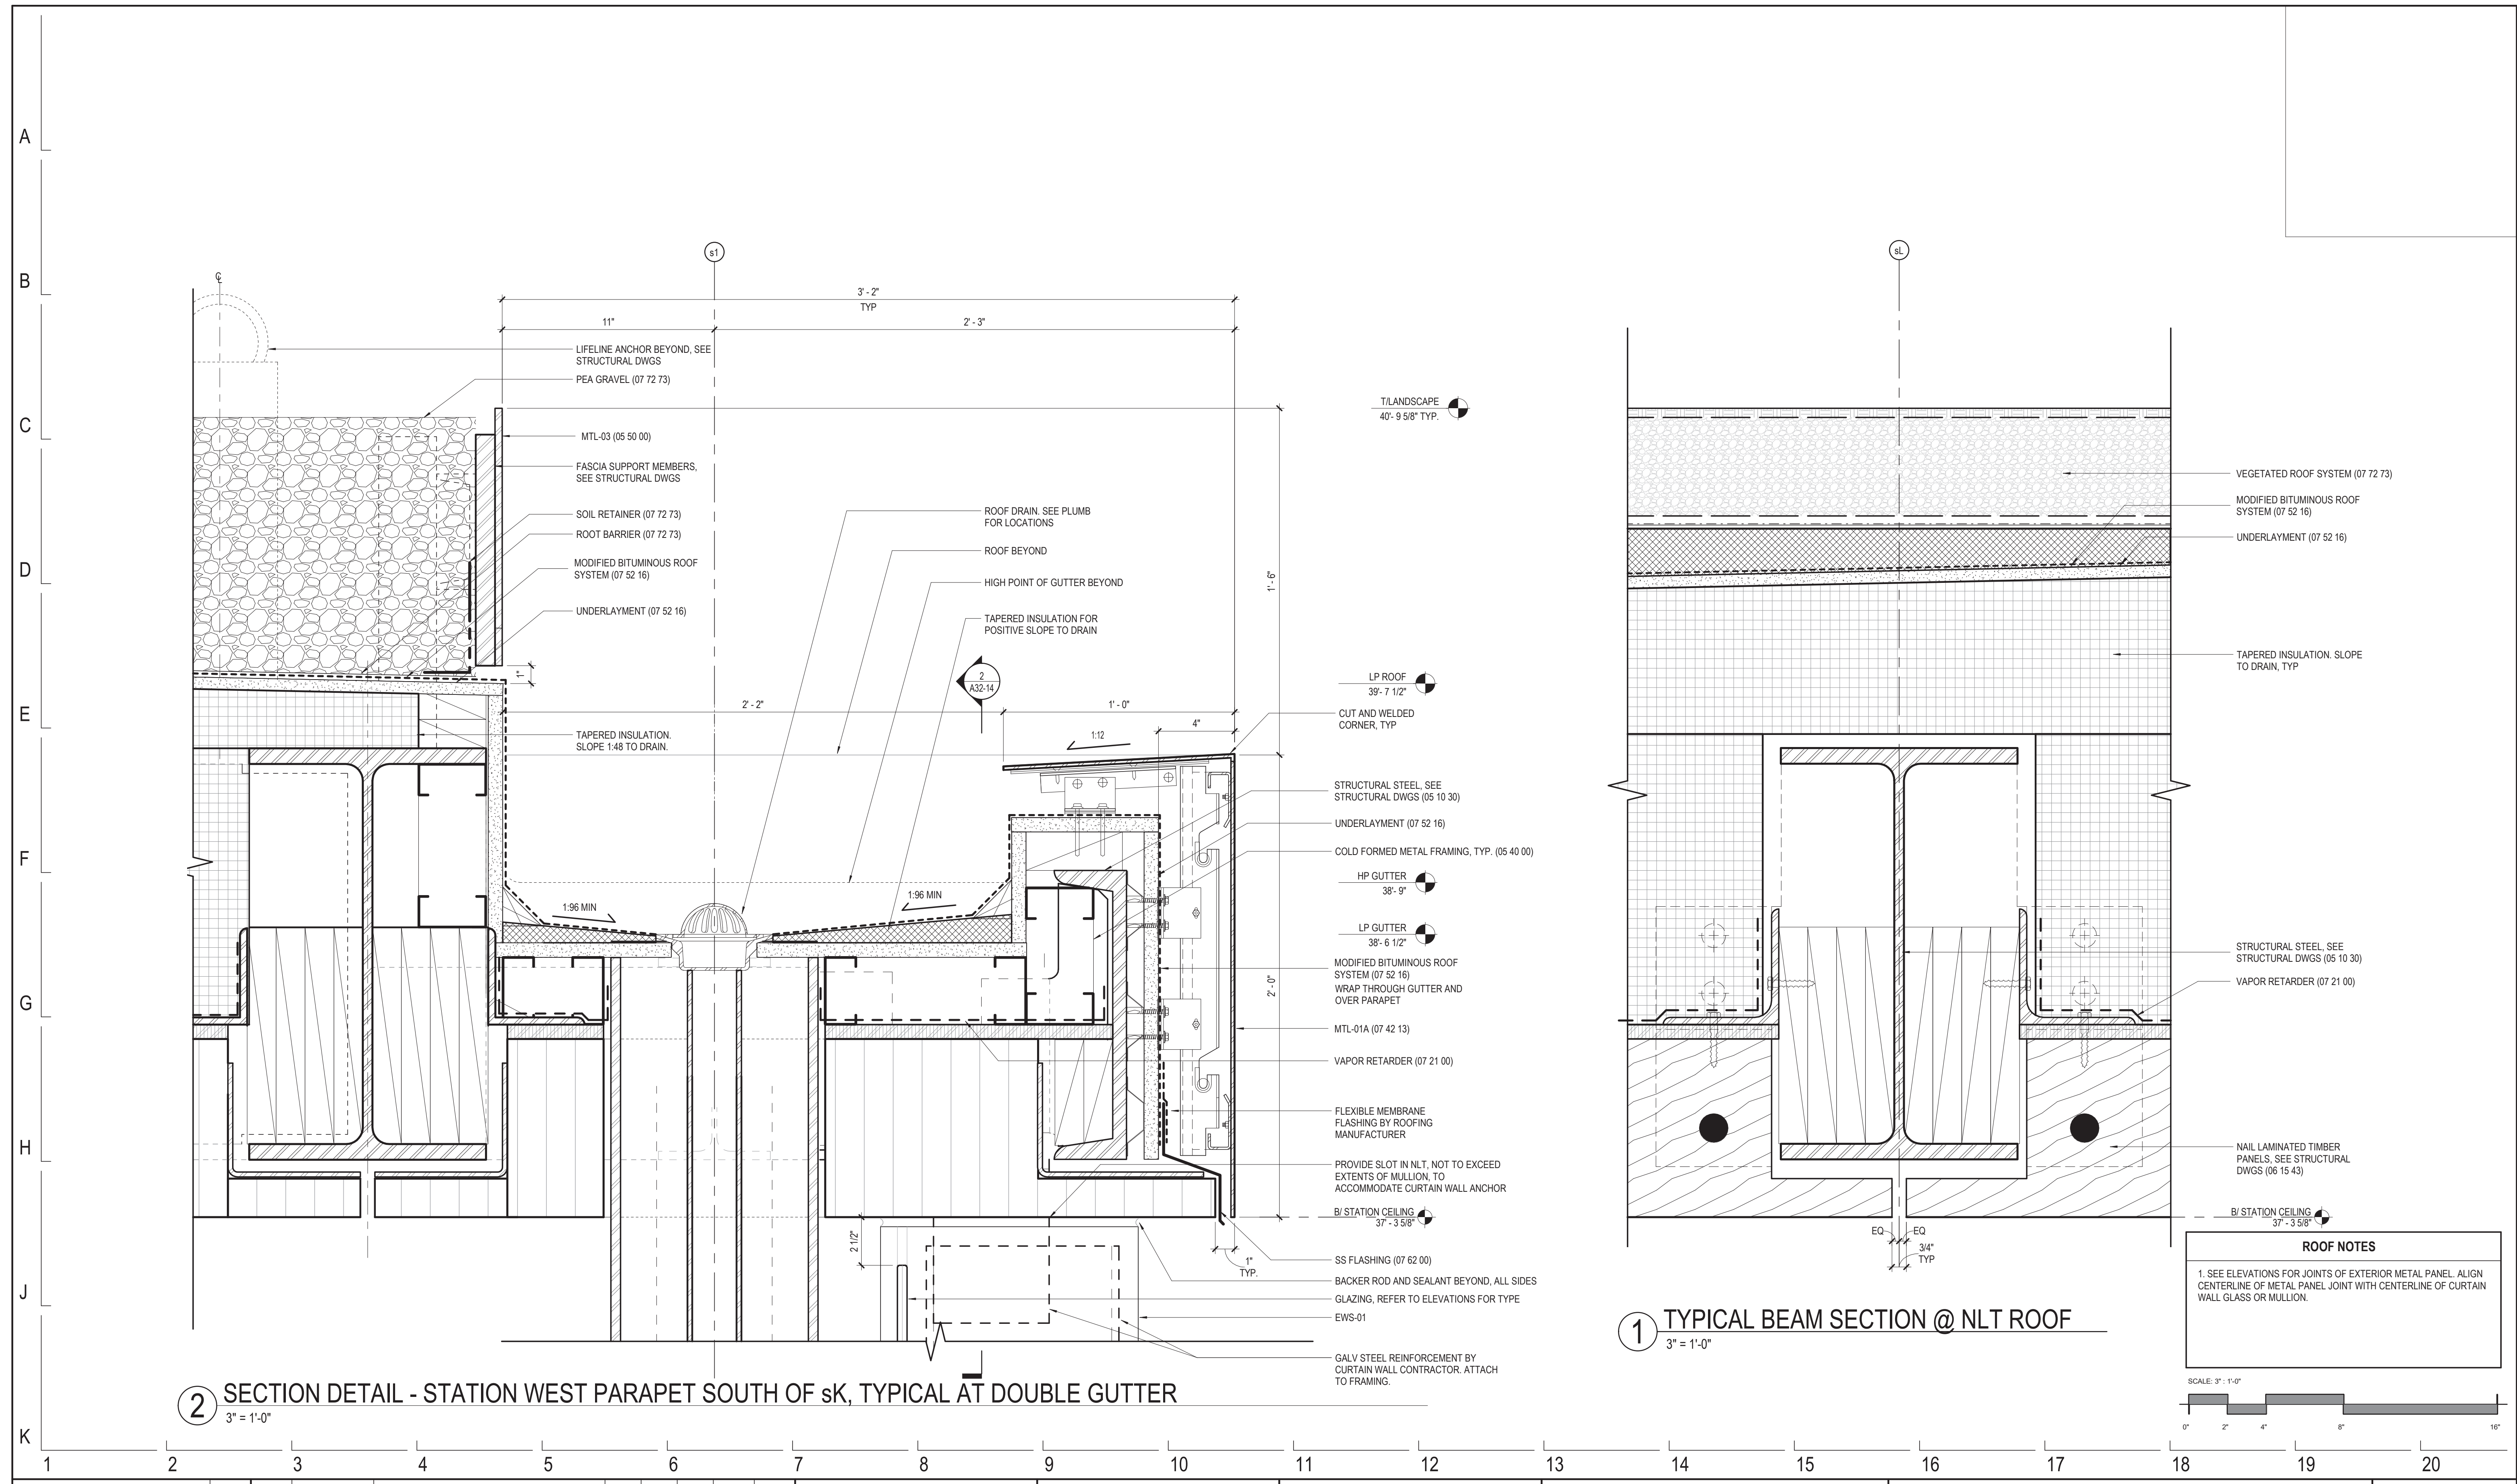 A
B
C
D
E
F
G
H
J
K
1
2
3
4
5
6
7
8
9
10
11
12
13
14
15
16
17
18
19
20
s1
3' - 2"
TYP
11"
2' - 3"
LIFELINE ANCHOR BEYOND, SEE
STRUCTURAL DWGS
PEA GRAVEL (07 72 73)
MTL-03 (05 50 00)
FASCIA SUPPORT MEMBERS,
SEE STRUCTURAL DWGS
SOIL RETAINER (07 72 73)
ROOT BARRIER (07 72 73)
MODIFIED BITUMINOUS ROOF
SYSTEM (07 52 16)
UNDERLAYMENT (07 52 16)
1"
TAPERED INSULATION.
SLOPE 1:48 TO DRAIN.
ROOF DRAIN. SEE PLUMB
FOR LOCATIONS
ROOF BEYOND
HIGH POINT OF GUTTER BEYOND
TAPERED INSULATION FOR
POSITIVE SLOPE TO DRAIN
2
A32-14
2' - 2"
1' - 0"
4"
1:12
1:96 MIN
1:96 MIN
1' - 6"
2' - 0"
2 1/2"
1"
TYP.
T/LANDSCAPE
40'- 9 5/8" TYP.
LP ROOF
39'- 7 1/2"
CUT AND WELDED
CORNER, TYP
STRUCTURAL STEEL, SEE
STRUCTURAL DWGS (05 10 30)
UNDERLAYMENT (07 52 16)
COLD FORMED METAL FRAMING, TYP. (05 40 00)
HP GUTTER
38'- 9"
LP GUTTER
38'- 6 1/2"
MODIFIED BITUMINOUS ROOF
SYSTEM (07 52 16)
WRAP THROUGH GUTTER AND
OVER PARAPET
MTL-01A (07 42 13)
VAPOR RETARDER (07 21 00)
FLEXIBLE MEMBRANE
FLASHING BY ROOFING
MANUFACTURER
PROVIDE SLOT IN NLT, NOT TO EXCEED
EXTENTS OF MULLION, TO
ACCOMMODATE CURTAIN WALL ANCHOR
B/ STATION CEILING
37' - 3 5/8"
SS FLASHING (07 62 00)
BACKER ROD AND SEALANT BEYOND, ALL SIDES
GLAZING, REFER TO ELEVATIONS FOR TYPE
EWS-01
GALV STEEL REINFORCEMENT BY
CURTAIN WALL CONTRACTOR. ATTACH
TO FRAMING.
2 SECTION DETAIL - STATION WEST PARAPET SOUTH OF sK, TYPICAL AT DOUBLE GUTTER
3" = 1'-0"
sL
VEGETATED ROOF SYSTEM (07 72 73)
MODIFIED BITUMINOUS ROOF
SYSTEM (07 52 16)
UNDERLAYMENT (07 52 16)
TAPERED INSULATION. SLOPE
TO DRAIN, TYP
STRUCTURAL STEEL, SEE
STRUCTURAL DWGS (05 10 30)
VAPOR RETARDER (07 21 00)
NAIL LAMINATED TIMBER
PANELS, SEE STRUCTURAL
DWGS (06 15 43)
B/ STATION CEILING
37' - 3 5/8"
EQ
EQ
3/4"
TYP
1 TYPICAL BEAM SECTION @ NLT ROOF
3" = 1'-0"
ROOF NOTES
1. SEE ELEVATIONS FOR JOINTS OF EXTERIOR METAL PANEL. ALIGN
CENTERLINE OF METAL PANEL JOINT WITH CENTERLINE OF CURTAIN
WALL GLASS OR MULLION.
SCALE: 3" : 1'-0"
0"
2"
4"
8"
16"